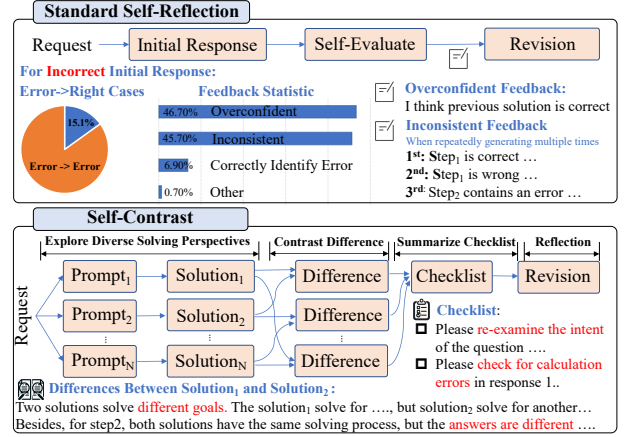 Standard Self-Reflection
Request
Initial Response
Self-Evaluate
Revision
For Incorrect Initial Response:
Error->Right Cases
Feedback Statistic
15.1%
Error -> Error
46.70% Overconfident
45.70% Inconsistent
6.90% Correctly Identify Error
0.70% Other
Overconfident Feedback:
I think previous solution is correct
Inconsistent Feedback
When repeatedly generating multiple times
1st: Step1 is correct …
2nd: Step1 is wrong …
3rd: Step2 contains an error …
Self-Contrast
Explore Diverse Solving Perspectives
Contrast Difference
Summarize Checklist
Reflection
Request
Prompt1
Solution1
Difference
Checklist
Revision
Prompt2
Solution2
Difference
⋮
PromptN
SolutionN
Difference
Checklist:
Please re-examine the intent
of the question ….
Please check for calculation
errors in response 1..
Differences Between Solution1 and Solution2 :
Two solutions solve different goals. The solution1 solve for …., but solution2 solve for another…
Besides, for step2, both solutions have the same solving process, but the answers are different ….